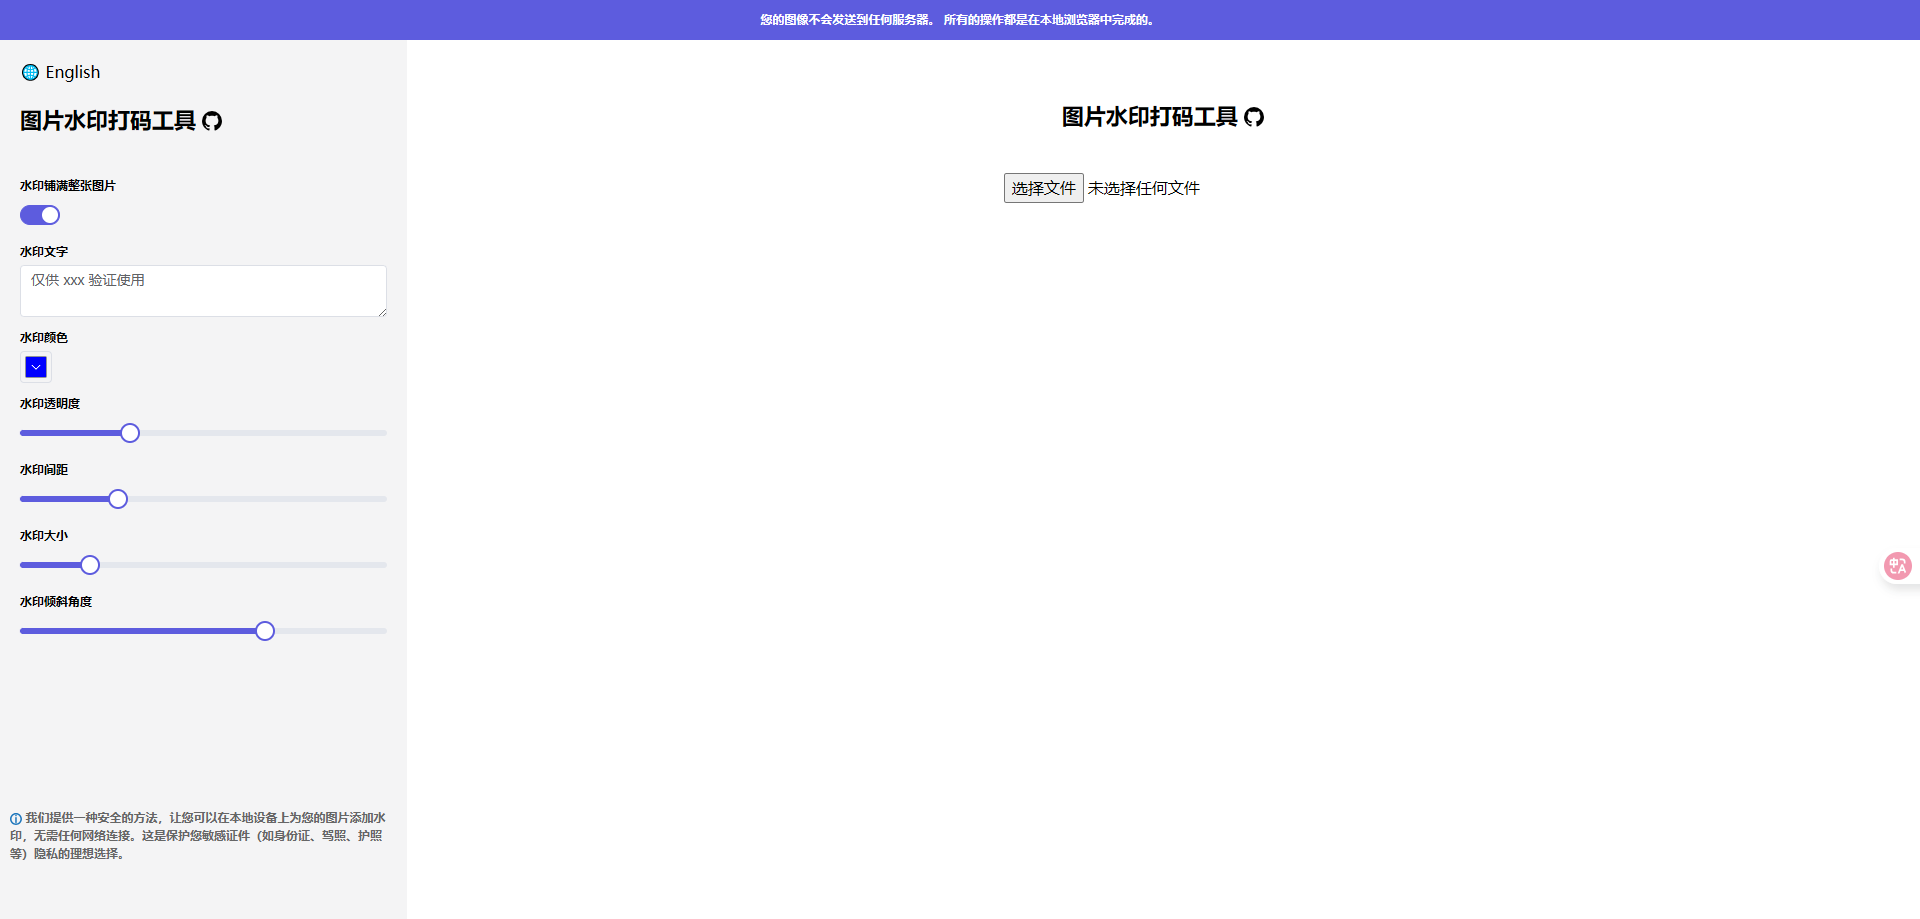 您的图像不会发送到任何服务器。 所有的操作都是在本地浏览器中完成的。
English
图片水印打码工具
水印铺满整张图片
水印文字
仅供 xxx 验证使用
水印颜色
水印透明度
水印间距
水印大小
水印倾斜角度
我们提供一种安全的方法，让您可以在本地设备上为您的图片添加水
印，无需任何网络连接。这是保护您敏感证件（如身份证、驾照、护照
等）隐私的理想选择。
图片水印打码工具
选择文件 未选择任何文件
中A